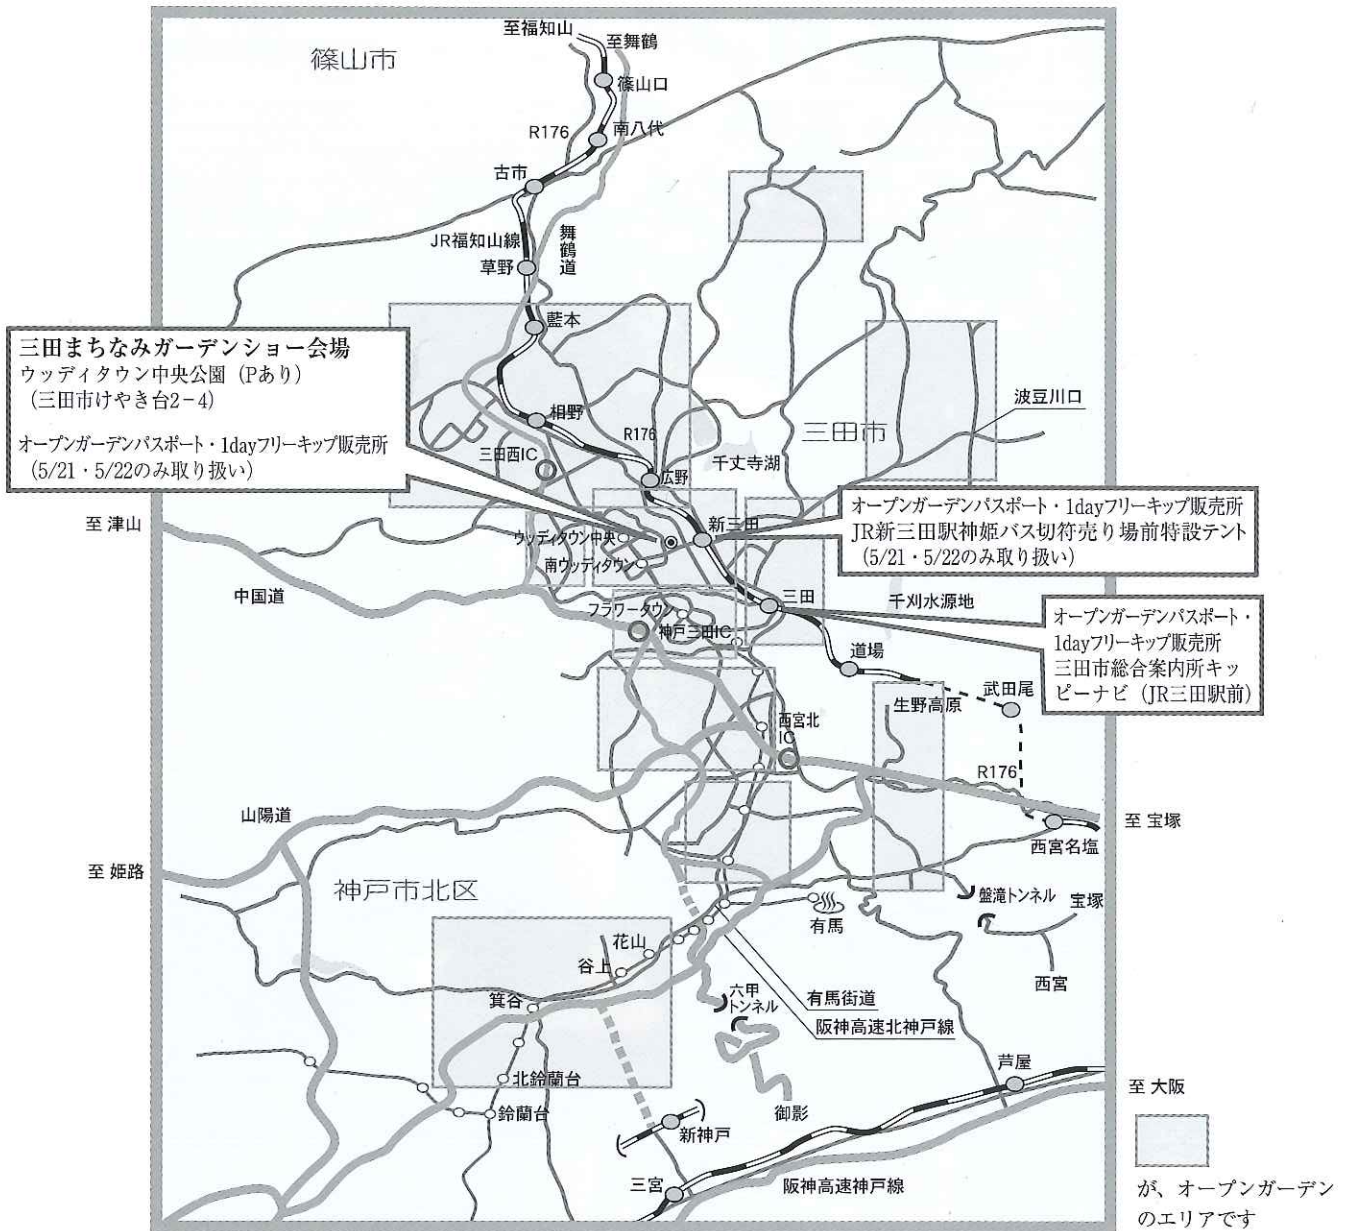 至福知山
至舞鶴
篠山市
篠山口
R176
南八代
古市
JR福知山線
舞鶴道
草野
藍本
三田まちなみガーデンショー会場
ウッディタウン中央公園（Pあり）
（三田市けやき台2−4）
オープンガーデンパスポート・1dayフリーキップ販売所
（5/21・5/22のみ取り扱い）
相野
R176
三田市
波豆川口
三田西IC
広野
千丈寺湖
オープンガーデンパスポート・1dayフリーキップ販売所
JR新三田駅神姫バス切符売り場前特設テント
（5/21・5/22のみ取り扱い）
至 津山
ウッディタウン中央
新三田
南ウッディタウン
中国道
フラワータウン
三田
千刈水源地
神戸三田IC
オープンガーデンパスポート・
1dayフリーキップ販売所
三田市総合案内所キッ
ピーナビ（JR三田駅前）
道場
生野高原
武田尾
西宮北
IC
R176
山陽道
至 宝塚
西宮名塩
至 姫路
神戸市北区
盤滝トンネル
宝塚
有馬
花山
谷上
西宮
箕谷
六甲
トンネル
有馬街道
阪神高速北神戸線
芦屋
北鈴蘭台
至 大阪
鈴蘭台
御影
新神戸
三宮
阪神高速神戸線
が、オープンガーデン
のエリアです